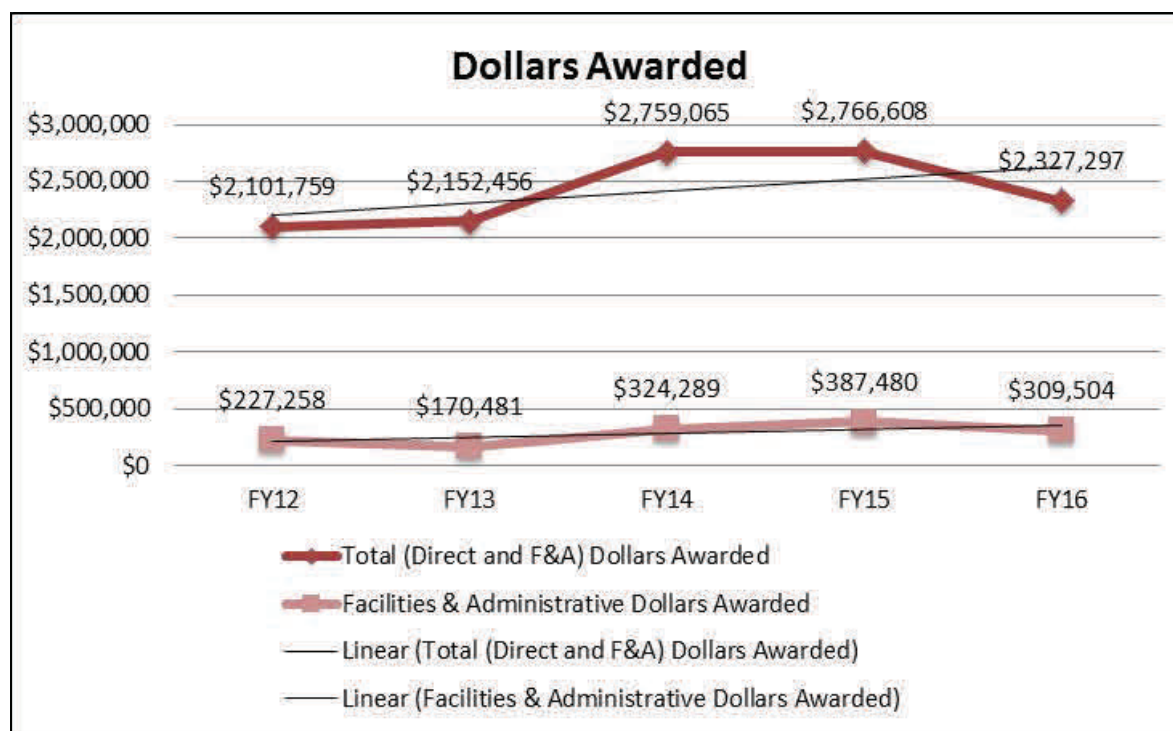 Dollars Awarded
$3,000,000
$2,500,000
$2,000,000
$1,500,000
$1,000,000
$500,000
$0
$2,101,759
$2,152,456
$2,759,065
$2,766,608
$2,327,297
$227,258
$170,481
$324,289
$387,480
$309,504
FY12 FY13 FY14 FY15 FY16
Total (Direct and F&A) Dollars Awarded
Facilities & Administrative Dollars Awarded
Linear (Total (Direct and F&A) Dollars Awarded)
Linear (Facilities & Administrative Dollars Awarded)